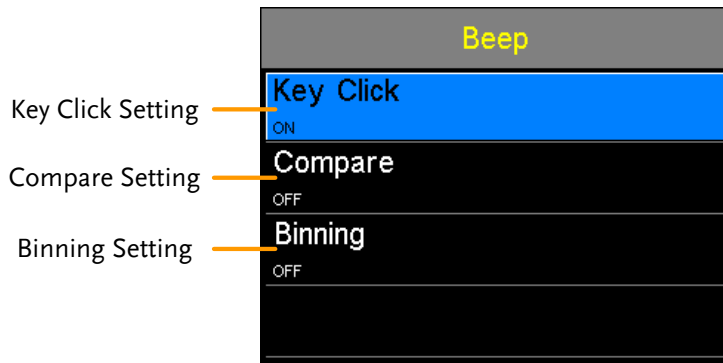 Beep
Key Click Setting
Key Click
ON
Compare Setting
Compare
OFF
Binning Setting
Binning
OFF